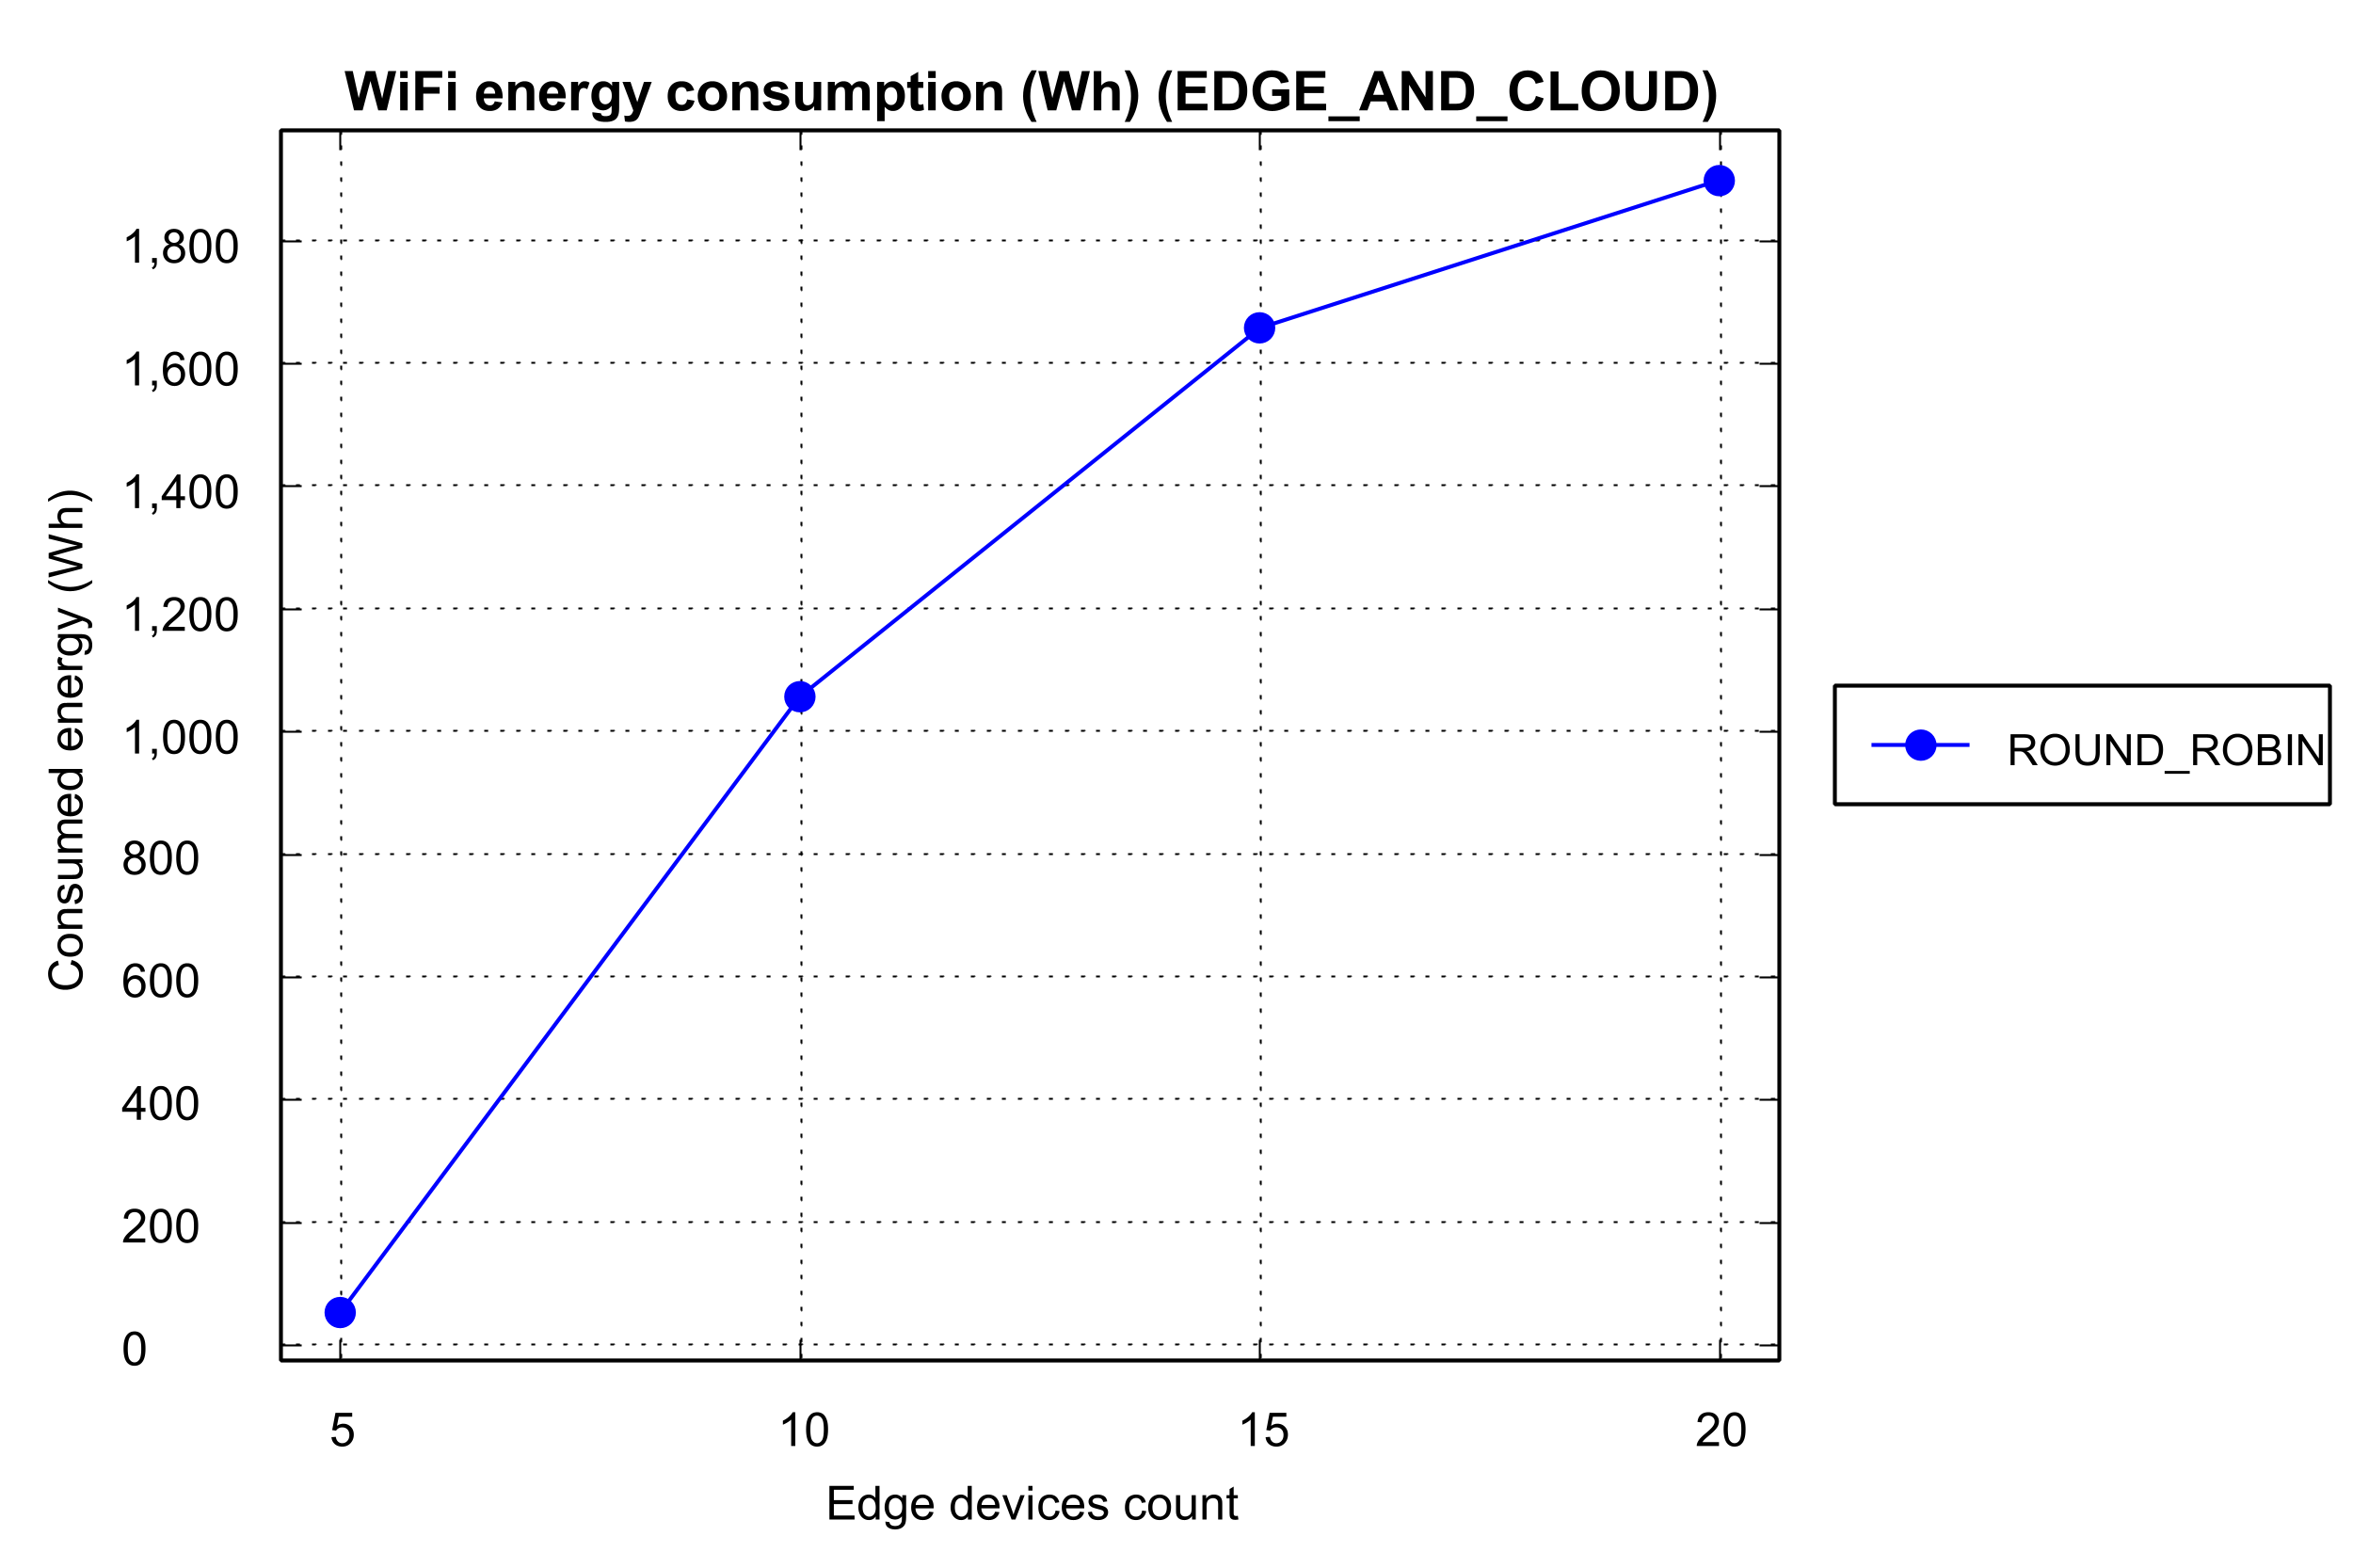 WiFi energy consumption (Wh) (EDGE_AND_CLOUD)
Consumed energy (Wh)
1,800
1,600
1,400
1,200
1,000
800
600
400
200
0
5 10 15 20
Edge devices count
ROUND_ROBIN